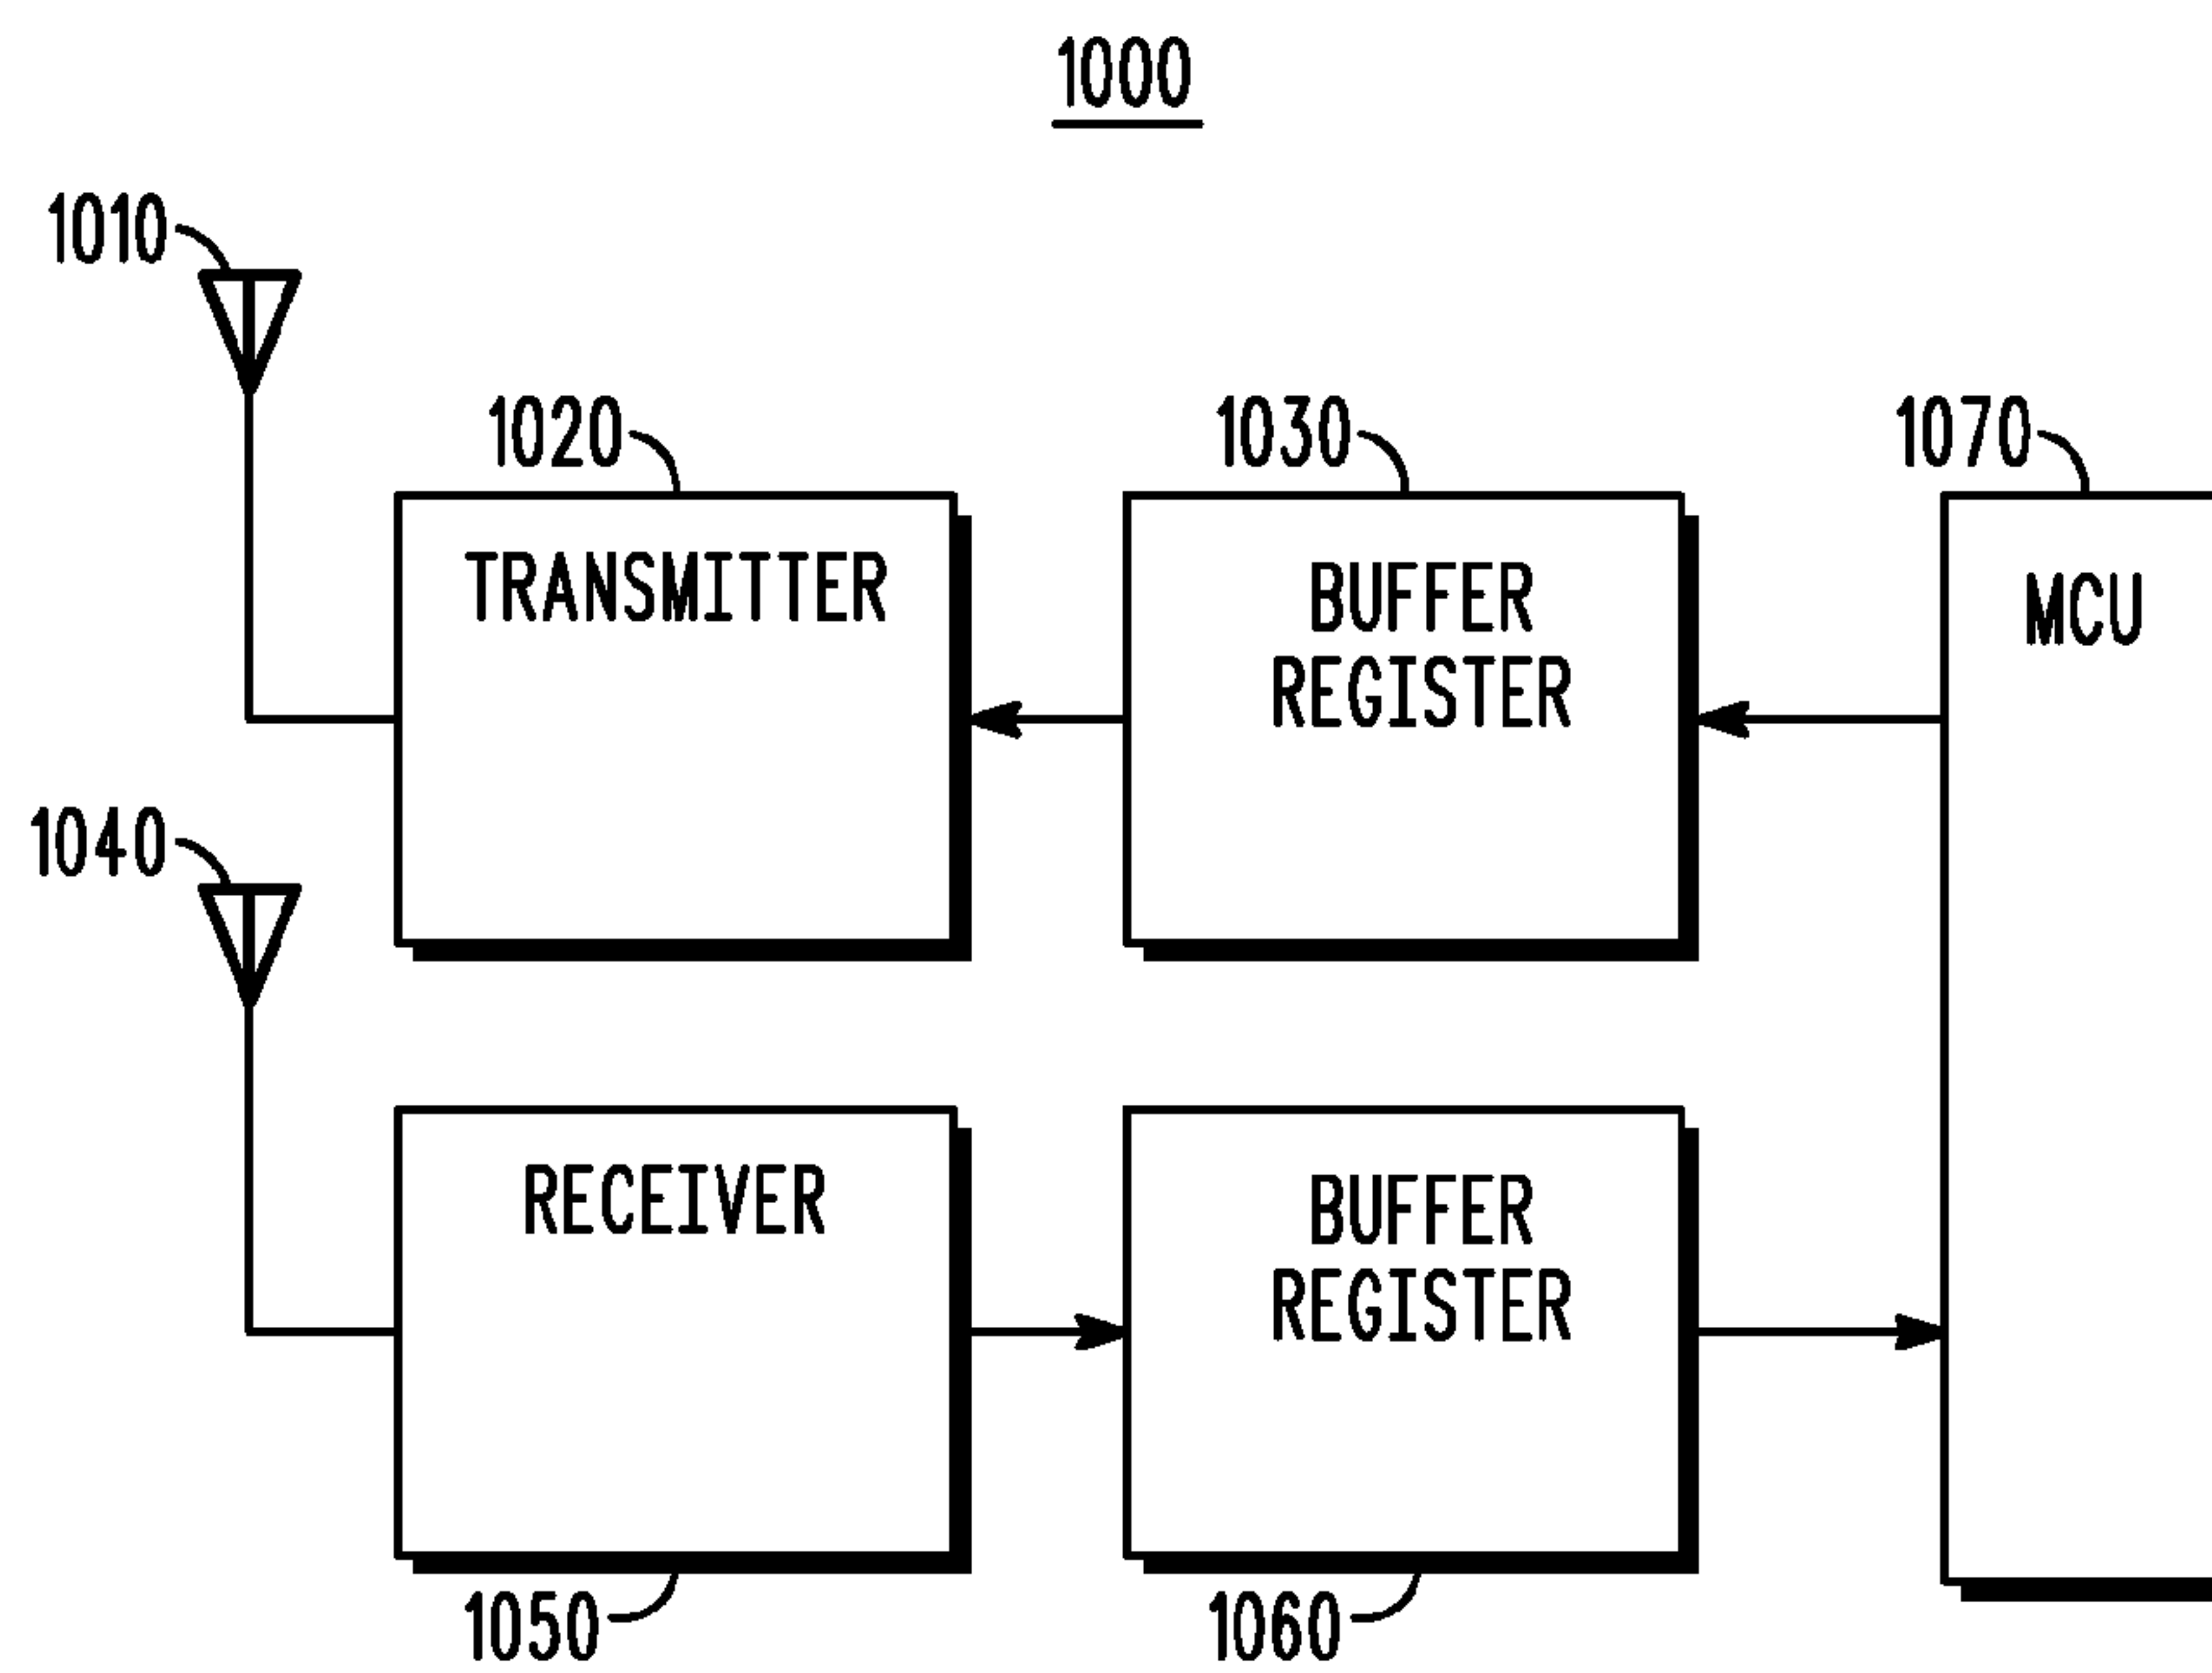 1000
1010
1020
1030
1070
TRANSMITTER
BUFFER
REGISTER
MCU
1040
RECEIVER
BUFFER
REGISTER
1050
1060